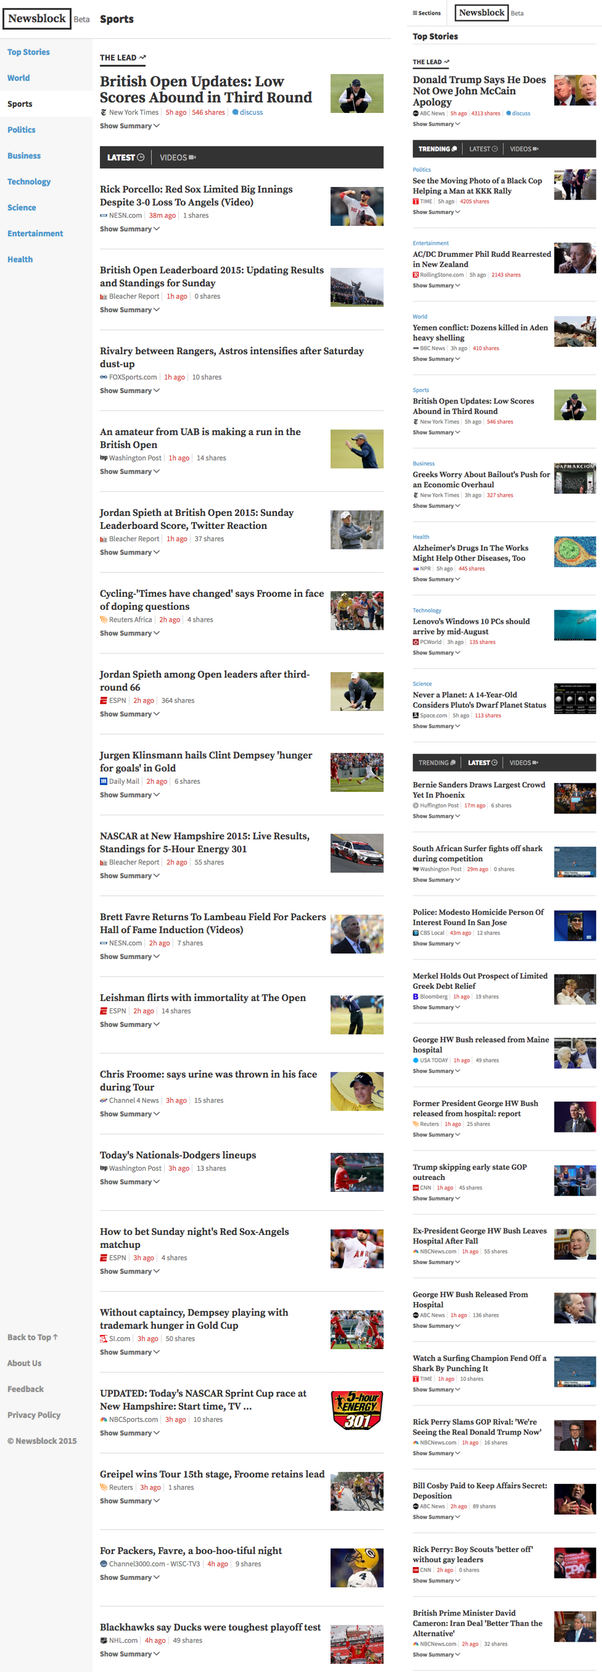 Newsblock Beta
Sports
Top Stories
World
Sports
Politics
Business
Technology
Science
Entertainment
Health
THE LEAD
British Open Updates: Low
Scores Abound in Third Round
New York Times 5h ago 546 shares discuss
Show Summary
LATEST VIDEOS
Rick Porcello: Red Sox Limited Big Innings
Despite 3-0 Loss To Angels (Video)
NESN.com 38m ago 1 shares
Show Summary
British Open Leaderboard 2015: Updating Results
and Standings for Sunday
Bleacher Report 1h ago 0 shares
Show Summary
Rivalry between Rangers, Astros intensifies after Saturday
dust-up
FOXSports.com 1h ago 10 shares
Show Summary
An amateur from UAB is making a run in the
British Open
Washington Post 1h ago 14 shares
Show Summary
Jordan Spieth at British Open 2015: Sunday
Leaderboard Score, Twitter Reaction
Bleacher Report 1h ago 37 shares
Show Summary
Cycling-'Times have changed' says Froome in face
of doping questions
Reuters Africa 2h ago 4 shares
Show Summary
Jordan Spieth among Open leaders after third-
round 66
ESPN 2h ago 364 shares
Show Summary
Jurgen Klinsmann hails Clint Dempsey 'hunger
for goals' in Gold
Daily Mail 2h ago 6 shares
Show Summary
NASCAR at New Hampshire 2015: Live Results,
Standings for 5-hour Energy 301
Bleacher Report 2h ago 55 shares
Show Summary
Brett Favre Returns To Lambeau Field For Packers
Hall of Fame Induction (Videos)
NESN.com 2h ago 7 shares
Show Summary
Leishman flirts with immortality at The Open
ESPN 2h ago 14 shares
Show Summary
Chris Froome: says urine was thrown in his face
during Tour
Channel 4 News 3h ago 15 shares
Show Summary
Today's Nationals-Dodgers lineups
Washington Post 3h ago 13 shares
Show Summary
How to bet Sunday night's Red Sox-Angels
matchup
ESPN 3h ago 4 shares
Show Summary
Without captaincy, Dempsey playing with
trademark hunger in Gold Cup
SI.com 3h ago 50 shares
Show Summary
UPDATED: Today's NASCAR Sprint Cup race at
New Hampshire: Start time, TV ...
NBCSports.com 3h ago 10 shares
Show Summary
5-hour
ENERGY
301
Greipel wins Tour 15th stage, Froome retains lead
Reuters 3h ago 1 shares
Show Summary
For Packers, Favre, a boo-hoo-tiful night
Channel3000.com - WISC-TV3 4h ago 9 shares
Show Summary
Blackhawks say Ducks were toughest playoff test
NHL.com 4h ago 49 shares
Show Summary
Back to Top ↑
About Us
Feedback
Privacy Policy
© Newsblock 2015
Sections
Newsblock Beta
Top Stories
THE LEAD
Donald Trump Says He Does
Not Owe John McCain
Apology
ABC News 5h ago 4313 shares discuss
Show Summary
TRENDING LATEST VIDEOS
Politics
See the Moving Photo of a Black Cop
Helping a Man at KKK Rally
TIME 5h ago 4205 shares
Show Summary
Entertainment
AC/DC Drummer Phil Rudd Rearrested
in New Zealand
RollingStone.com 5h ago 2143 shares
Show Summary
World
Yemen conflict: Dozens killed in Aden
heavy shelling
BBC News 3h ago 410 shares
Show Summary
Sports
British Open Updates: Low Scores
Abound in Third Round
New York Times 5h ago 546 shares
Show Summary
Business
Greeks Worry About Bailout's Push for
an Economic Overhaul
New York Times 3h ago 327 shares
Show Summary
Health
Alzheimer's Drugs In The Works
Might Help Other Diseases, Too
NPR 5h ago 445 shares
Show Summary
Technology
Lenovo's Windows 10 PCs should
arrive by mid-August
PCWorld 3h ago 135 shares
Show Summary
Science
Never a Planet: A 14-Year-Old
Considers Pluto's Dwarf Planet Status
Space.com 5h ago 113 shares
Show Summary
TRENDING LATEST VIDEOS
Bernie Sanders Draws Largest Crowd
Yet In Phoenix
Huffington Post 17m ago 6 shares
Show Summary
South African Surfer fights off shark
during competition
Washington Post 29m ago 0 shares
Show Summary
Police: Modesto Homicide Person Of
Interest Found In San Jose
CBS Local 43m ago 12 shares
Show Summary
Merkel Holds Out Prospect of Limited
Greek Debt Relief
Bloomberg 1h ago 19 shares
Show Summary
George HW Bush released from Maine
hospital
USA TODAY 1h ago 49 shares
Show Summary
Former President George HW Bush
released from hospital: report
Reuters 1h ago 25 shares
Show Summary
Trump skipping early state GOP
outreach
CNN 1h ago 45 shares
Show Summary
Ex-President George HW Bush Leaves
Hospital After Fall
NBCNews.com 1h ago 55 shares
Show Summary
George HW Bush Released From
Hospital
ABC News 1h ago 136 shares
Show Summary
Watch a Surfing Champion Fend Off a
Shark By Punching It
TIME 1h ago 10 shares
Show Summary
Rick Perry Slams GOP Rival: 'We're
Seeing the Real Donald Trump Now'
NBCNews.com 1h ago 16 shares
Show Summary
Bill Cosby Paid to Keep Affairs Secret:
Deposition
ABC News 2h ago 89 shares
Show Summary
Rick Perry: Boy Scouts 'better off'
without gay leaders
CNN 2h ago 0 shares
Show Summary
British Prime Minister David
Cameron: Iran Deal 'Better Than the
Alternative'
NBCNews.com 2h ago 32 shares
Show Summary